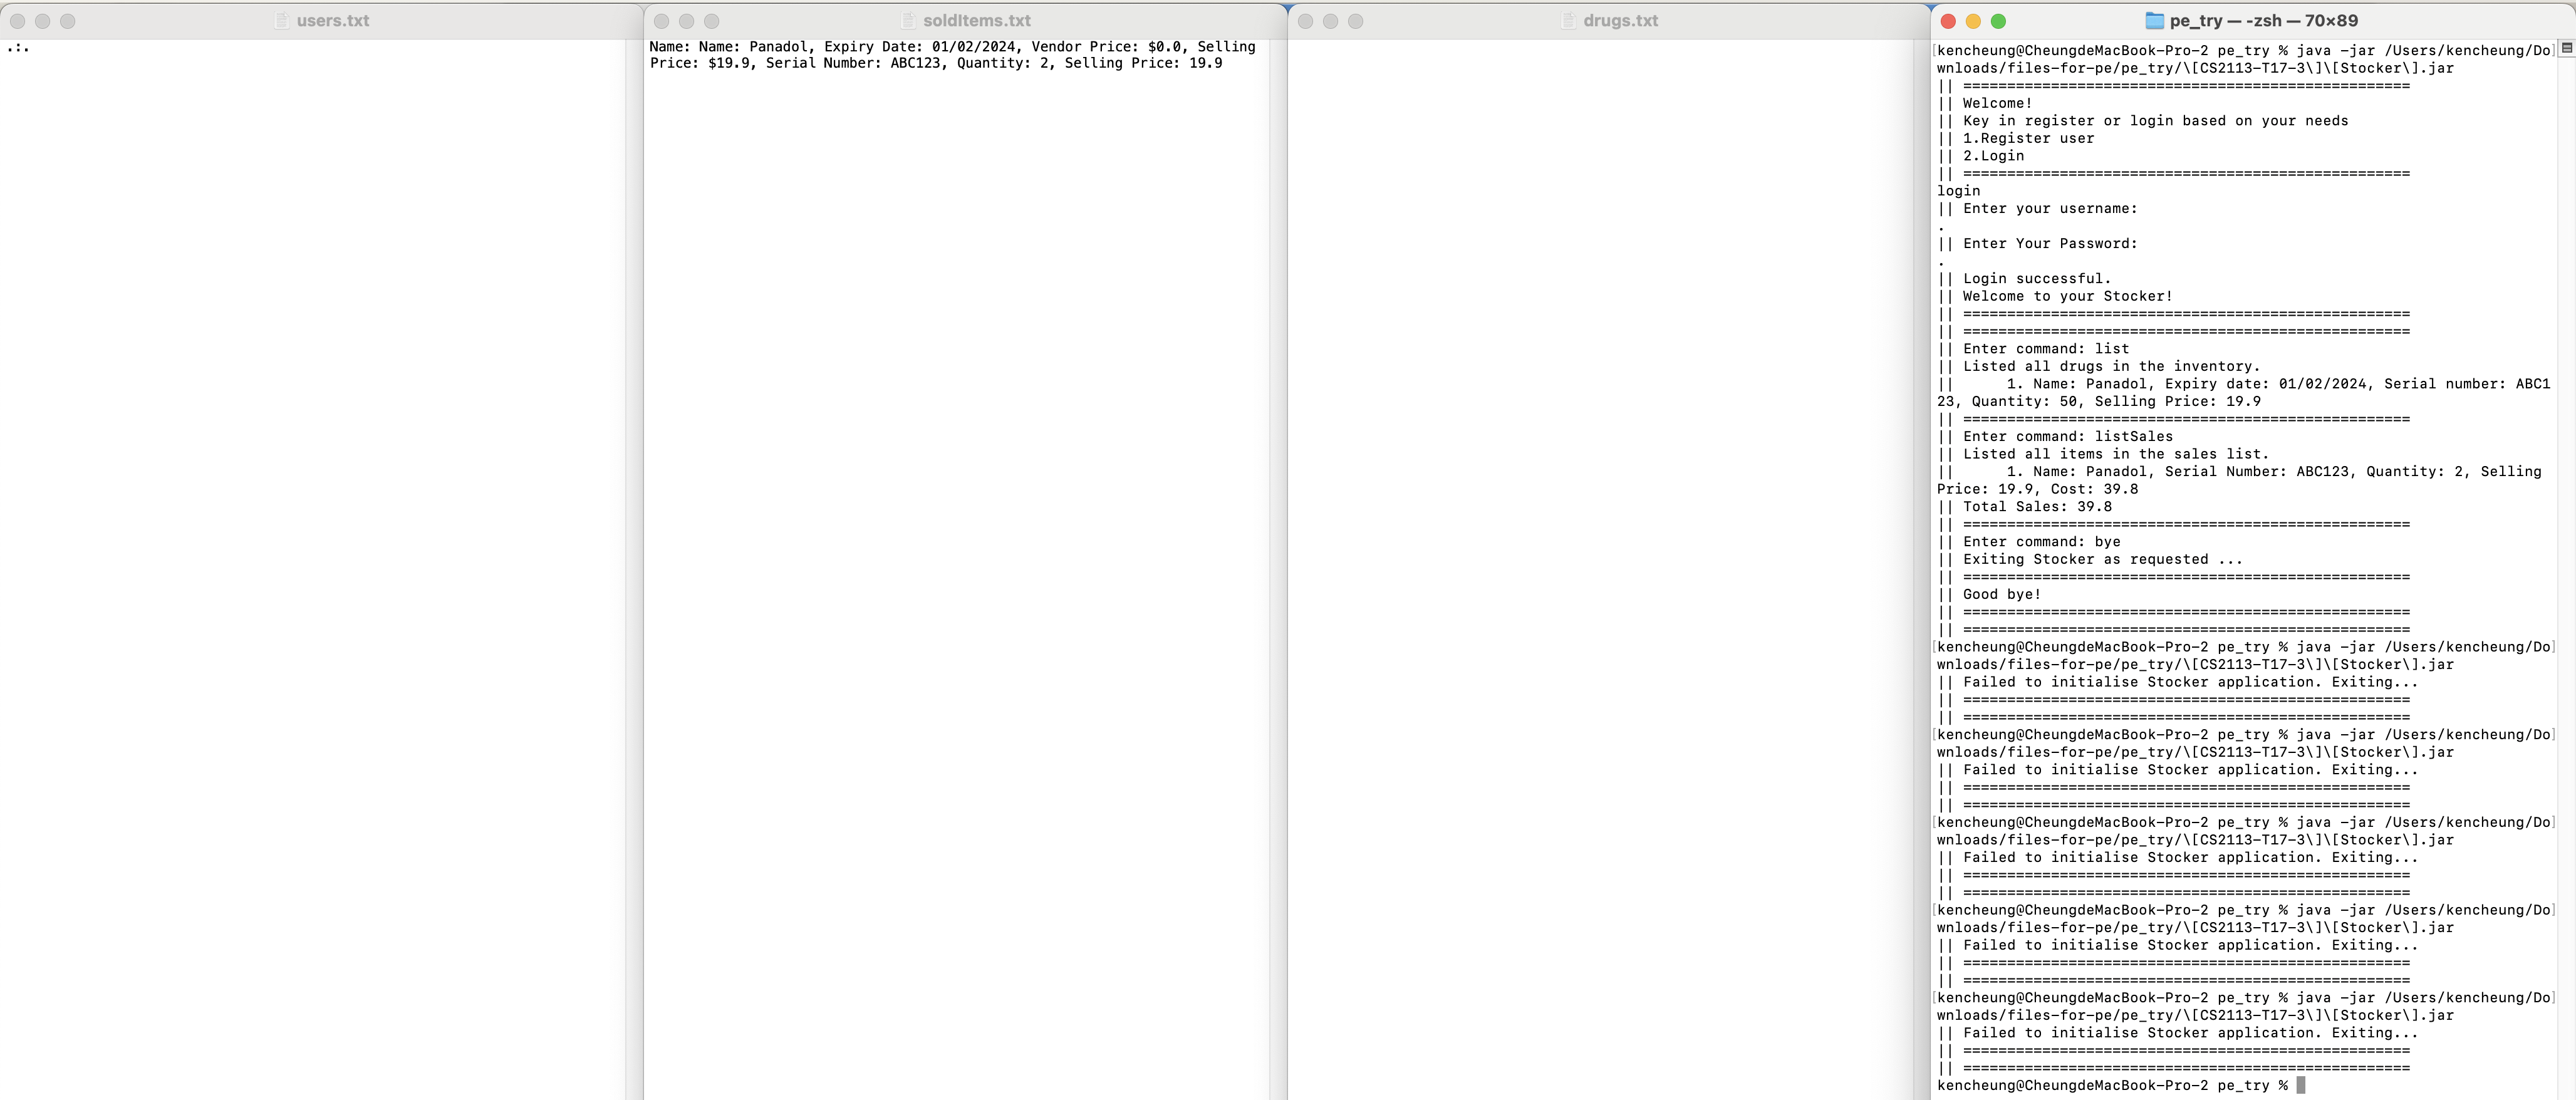 users.txt
.:.
soldItems.txt
Name: Name: Panadol, Expiry Date: 01/02/2024, Vendor Price: $0.0, Selling
Price: $19.9, Serial Number: ABC123, Quantity: 2, Selling Price: 19.9
drugs.txt
pe_try — -zsh — 70×89
[kencheung@CheungdeMacBook-Pro-2 pe_try % java -jar /Users/kencheung/Do]
wnloads/files-for-pe/pe_try/\[CS2113-T17-3\]\[Stocker\].jar
|| ===================================================
|| Welcome!
|| Key in register or login based on your needs
|| 1.Register user
|| 2.Login
|| ===================================================
login
|| Enter your username:
.
|| Enter Your Password:
.
|| Login successful.
|| Welcome to your Stocker!
|| ===================================================
|| ===================================================
|| Enter command: list
|| Listed all drugs in the inventory.
||      1. Name: Panadol, Expiry date: 01/02/2024, Serial number: ABC1
23, Quantity: 50, Selling Price: 19.9
|| ===================================================
|| Enter command: listSales
|| Listed all items in the sales list.
||      1. Name: Panadol, Serial Number: ABC123, Quantity: 2, Selling
Price: 19.9, Cost: 39.8
|| Total Sales: 39.8
|| ===================================================
|| Enter command: bye
|| Exiting Stocker as requested ...
|| ===================================================
|| Good bye!
|| ===================================================
|| ===================================================
[kencheung@CheungdeMacBook-Pro-2 pe_try % java -jar /Users/kencheung/Do]
wnloads/files-for-pe/pe_try/\[CS2113-T17-3\]\[Stocker\].jar
|| Failed to initialise Stocker application. Exiting...
|| ===================================================
|| ===================================================
[kencheung@CheungdeMacBook-Pro-2 pe_try % java -jar /Users/kencheung/Do]
wnloads/files-for-pe/pe_try/\[CS2113-T17-3\]\[Stocker\].jar
|| Failed to initialise Stocker application. Exiting...
|| ===================================================
|| ===================================================
[kencheung@CheungdeMacBook-Pro-2 pe_try % java -jar /Users/kencheung/Do]
wnloads/files-for-pe/pe_try/\[CS2113-T17-3\]\[Stocker\].jar
|| Failed to initialise Stocker application. Exiting...
|| ===================================================
|| ===================================================
[kencheung@CheungdeMacBook-Pro-2 pe_try % java -jar /Users/kencheung/Do]
wnloads/files-for-pe/pe_try/\[CS2113-T17-3\]\[Stocker\].jar
|| Failed to initialise Stocker application. Exiting...
|| ===================================================
|| ===================================================
[kencheung@CheungdeMacBook-Pro-2 pe_try % java -jar /Users/kencheung/Do]
wnloads/files-for-pe/pe_try/\[CS2113-T17-3\]\[Stocker\].jar
|| Failed to initialise Stocker application. Exiting...
|| ===================================================
|| ===================================================
kencheung@CheungdeMacBook-Pro-2 pe_try %